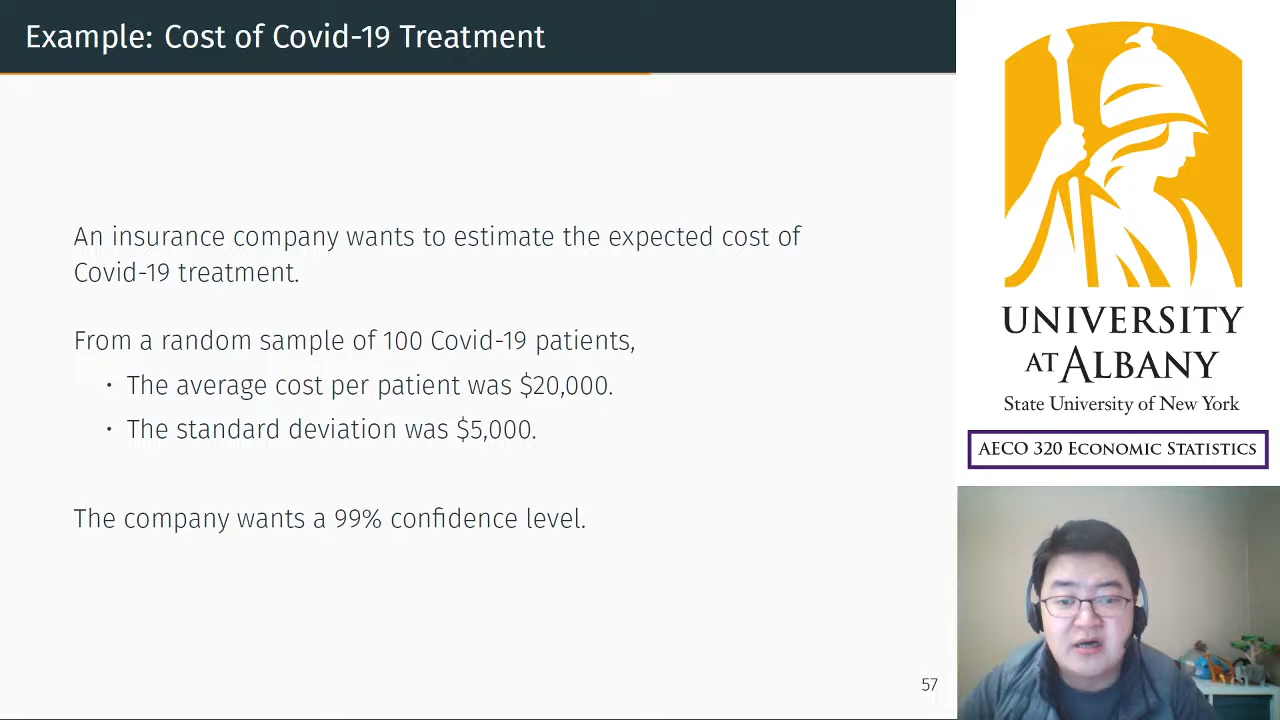 Example: Cost of Covid-19 Treatment
An insurance company wants to estimate the expected cost of
Covid-19 treatment.
From a random sample of 100 Covid-19 patients,
• The average cost per patient was $20,000.
• The standard deviation was $5,000.
The company wants a 99% confidence level.
57
UNIVERSITY
AT ALBANY
State University of New York
AECO 320 Economic Statistics